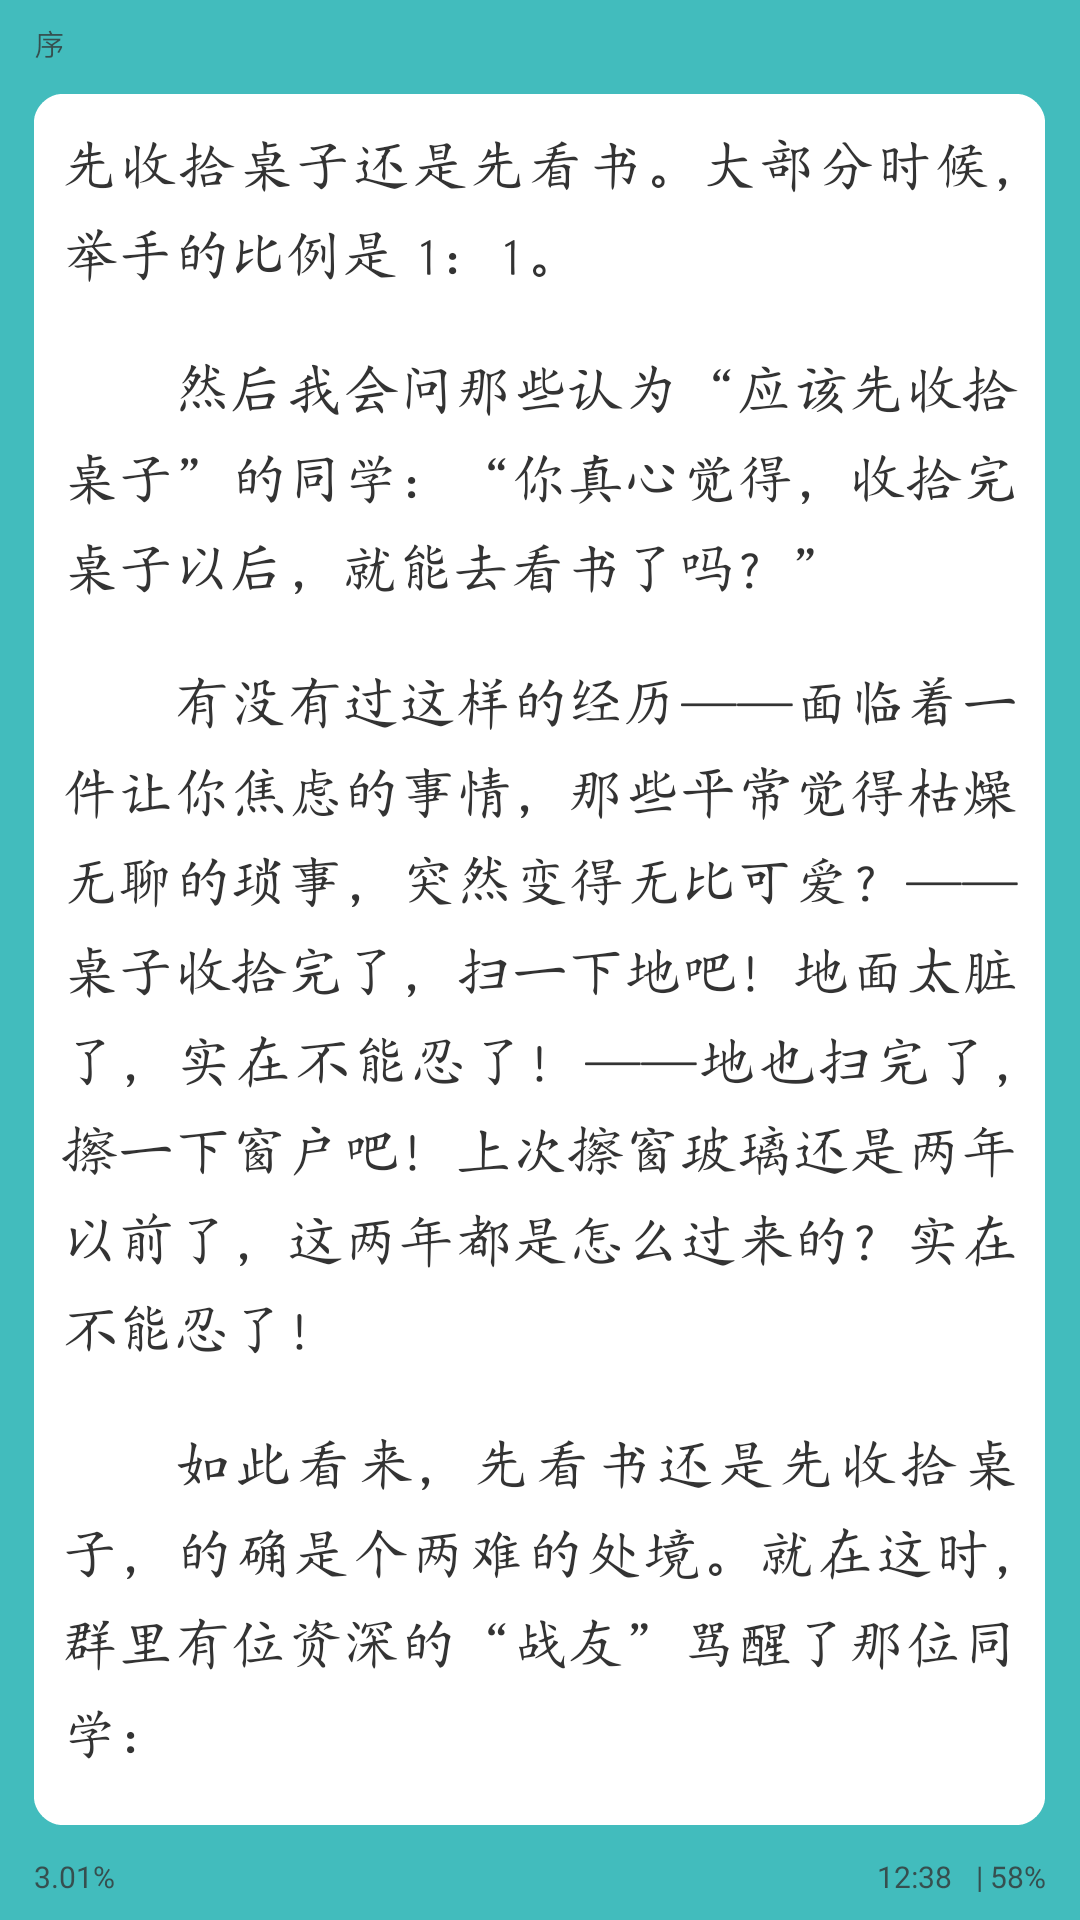 序
先收拾桌子还是先看书。大部分时候，
举手的比例是 1：1。
然后我会问那些认为“应该先收拾
桌子”的同学：“你真心觉得，收拾完
桌子以后，就能去看书了吗？”
有没有过这样的经历——面临着一
件让你焦虑的事情，那些平常觉得枯燥
无聊的琐事，突然变得无比可爱？——
桌子收拾完了，扫一下地吧！地面太脏
了，实在不能忍了！——地也扫完了，
擦一下窗户吧！上次擦窗玻璃还是两年
以前了，这两年都是怎么过来的？实在
不能忍了！
如此看来，先看书还是先收拾桌
子，的确是个两难的处境。就在这时，
群里有位资深的“战友”骂醒了那位同
学：
3.01%
12:38 | 58%